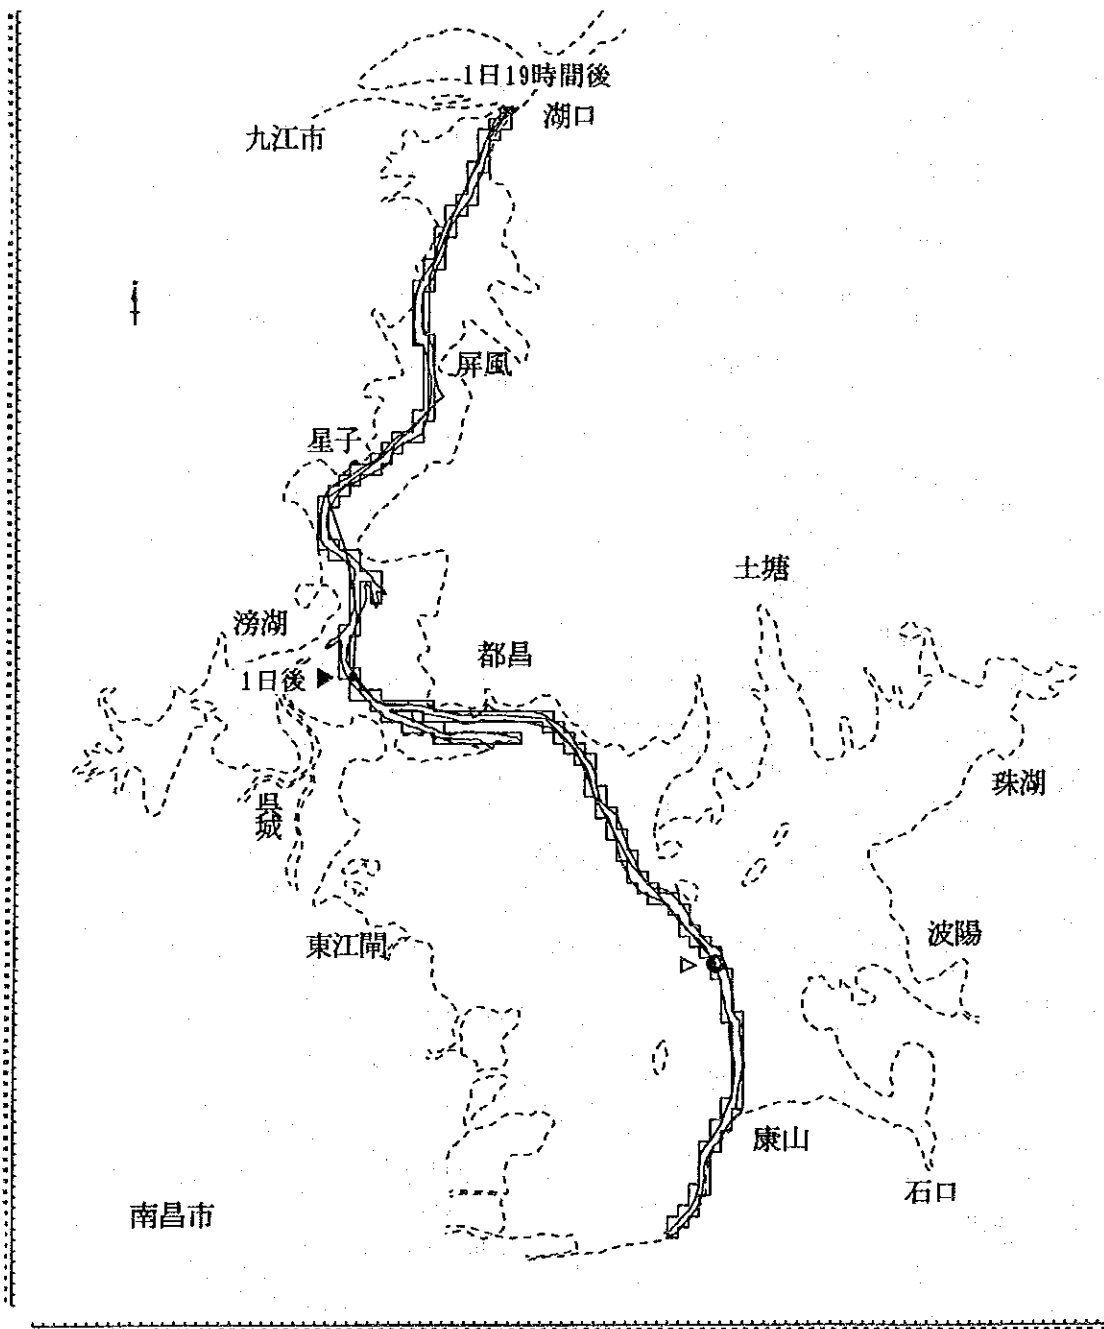 1日19時間後
湖口
九江市
屏風
星子
土塘
滂湖
都昌
1日後
珠湖
呉城
波陽
東江閘
康山
石口
南昌市